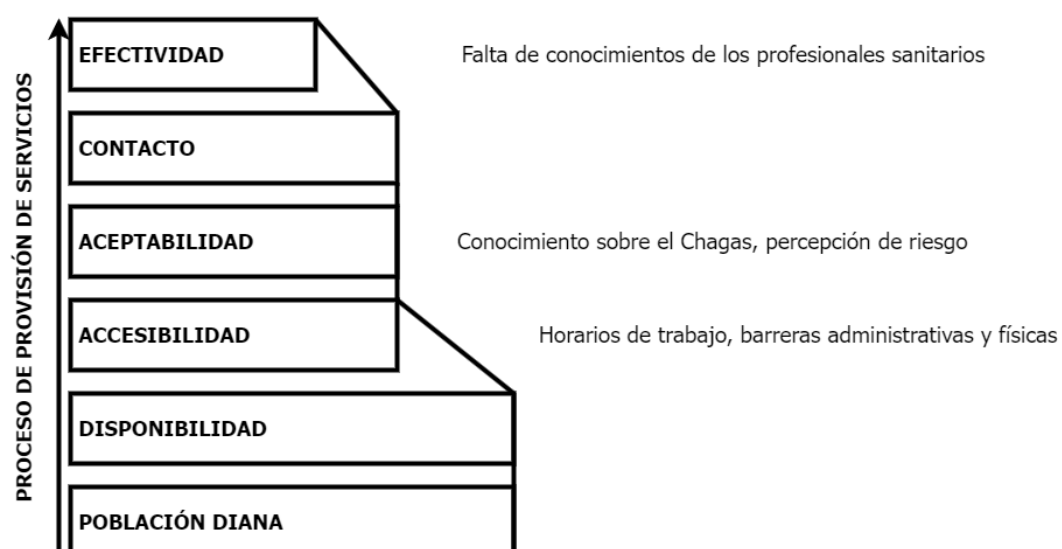 PROCESO DE PROVISIÓN DE SERVICIOS
EFECTIVIDAD
Falta de conocimientos de los profesionales sanitarios
CONTACTO
ACEPTABILIDAD
Conocimiento sobre el Chagas, percepción de riesgo
ACCESIBILIDAD
Horarios de trabajo, barreras administrativas y físicas
DISPONIBILIDAD
POBLACIÓN DIANA